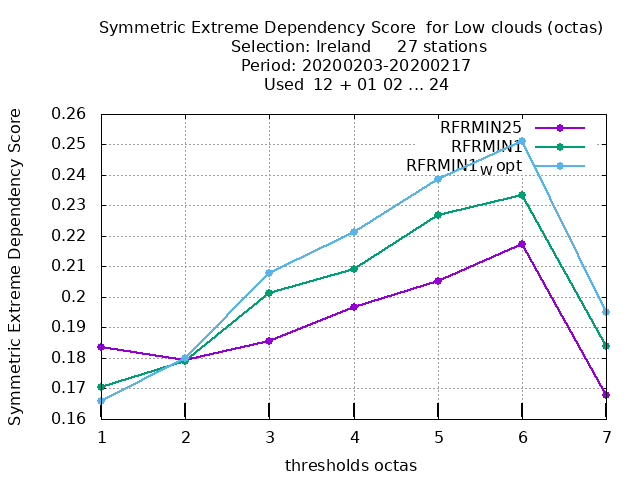 Symmetric Extreme Dependency Score  for Low clouds (octas)
Selection: Ireland     27 stations
Period: 20200203-20200217
Used  12 + 01 02 ... 24
Symmetric Extreme Dependency Score
0.26
0.25
0.24
0.23
0.22
0.21
0.2
0.19
0.18
0.17
0.16
RFRMIN25
RFRMIN1
RFRMIN1W opt
1 2 3 4 5 6 7
thresholds octas